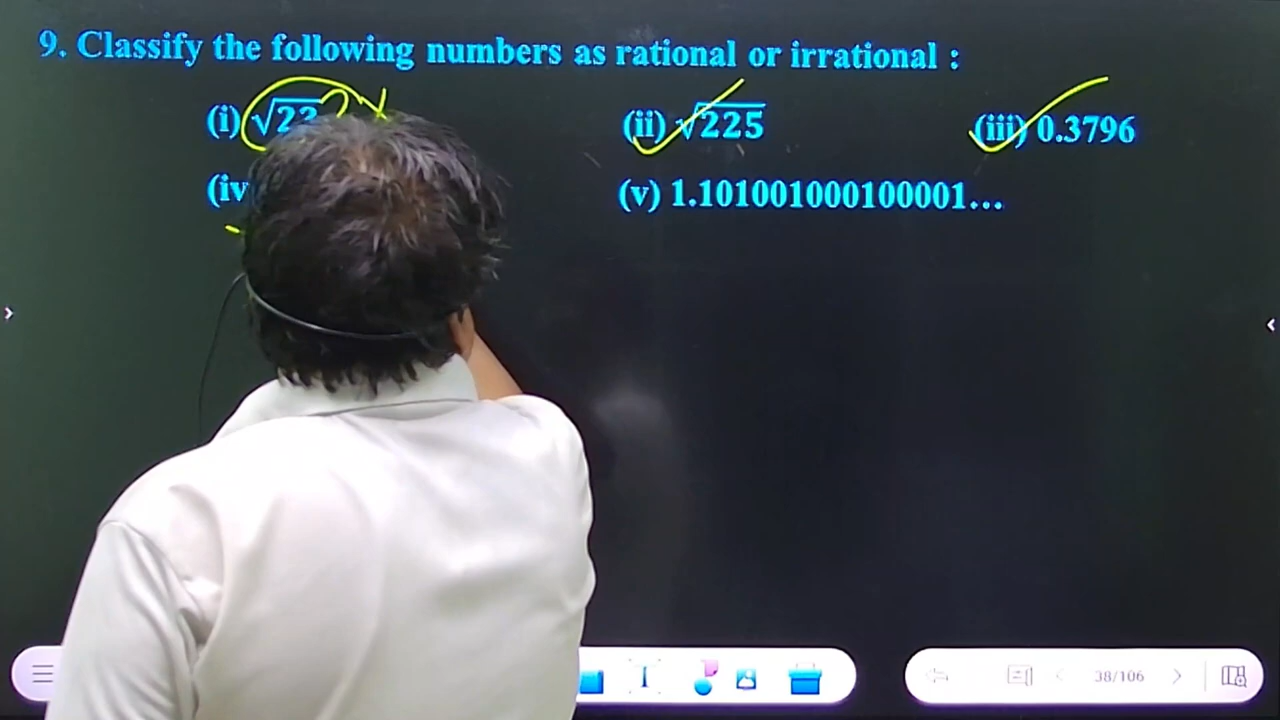 9. Classify the following numbers as rational or irrational :
(i) √23 (ii) √225 (iii) 0.3796
(iv (v) 1.101001000100001...
38/106